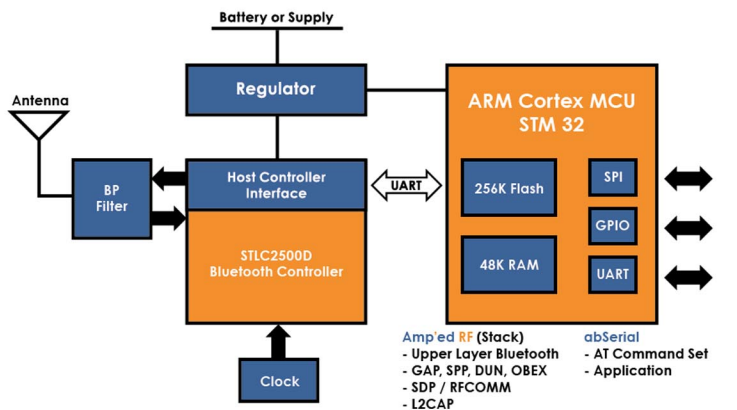 Battery or Supply
Regulator
Antenna
BP
Filter
Host Controller
Interface
STLC2500D
Bluetooth Controller
Clock
UART
ARM Cortex MCU
STM 32
256K Flash
48K RAM
SPI
GPIO
UART
Amp'ed RF (Stack)
- Upper Layer Bluetooth
- GAP, SPP, DUN, OBEX
- SDP / RFCOMM
- L2CAP
abSerial
- AT Command Set
- Application